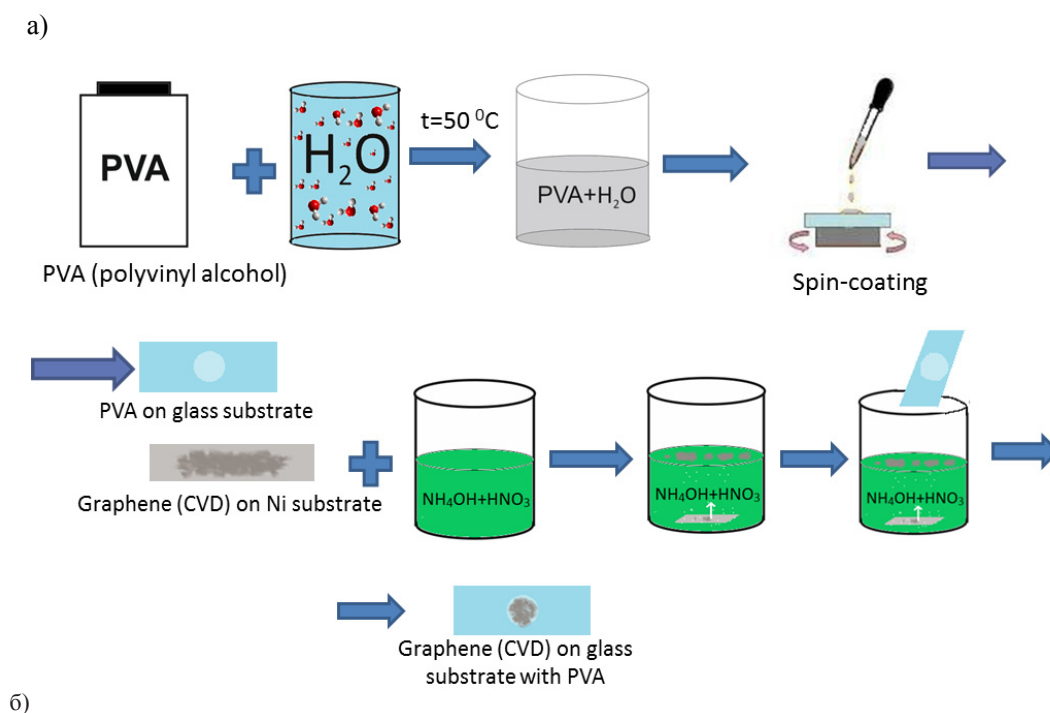 а)
PVA
H₂O
t=50 ⁰C
PVA+H₂O
PVA (polyvinyl alcohol)
Spin-coating
PVA on glass substrate
Graphene (CVD) on Ni substrate
NH₄OH+HNO₃
NH₄OH+HNO₃
NH₄OH+HNO₃
Graphene (CVD) on glass
substrate with PVA
б)